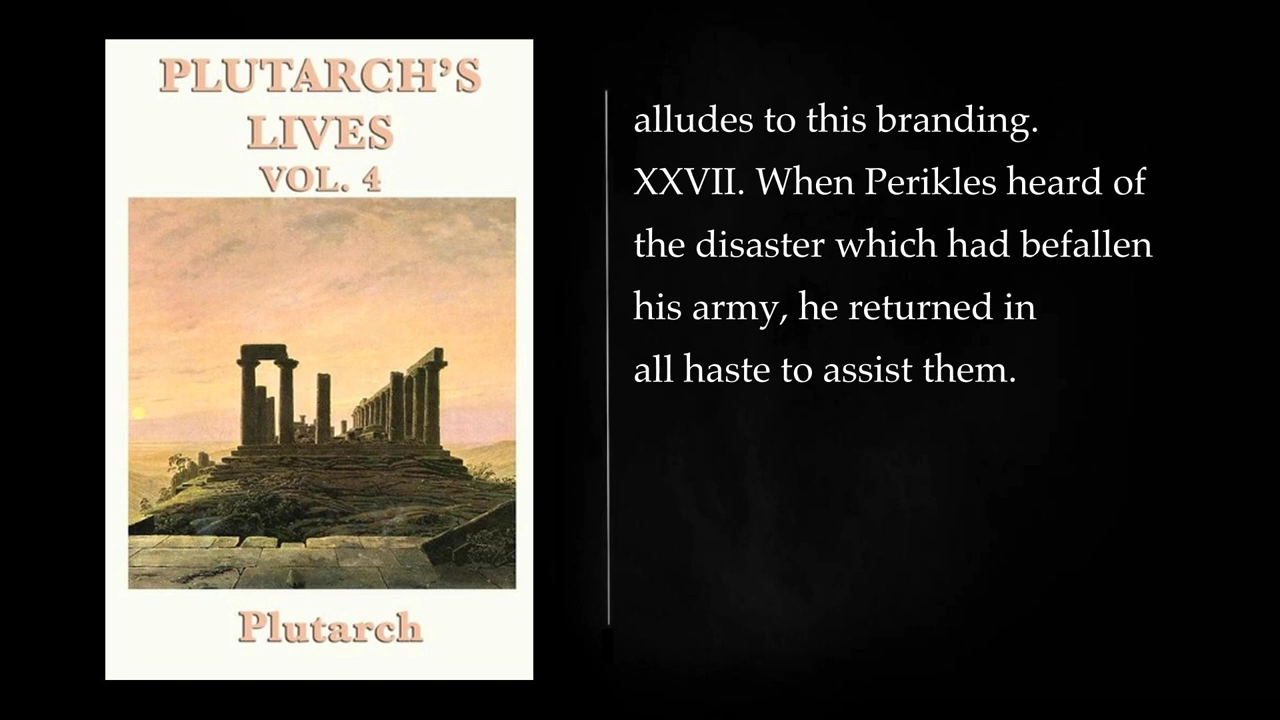 PLUTARCH'S
LIVES
VOL. 4
Plutarch
alludes to this branding.
XXVII. When Perikles heard of
the disaster which had befallen
his army, he returned in
all haste to assist them.